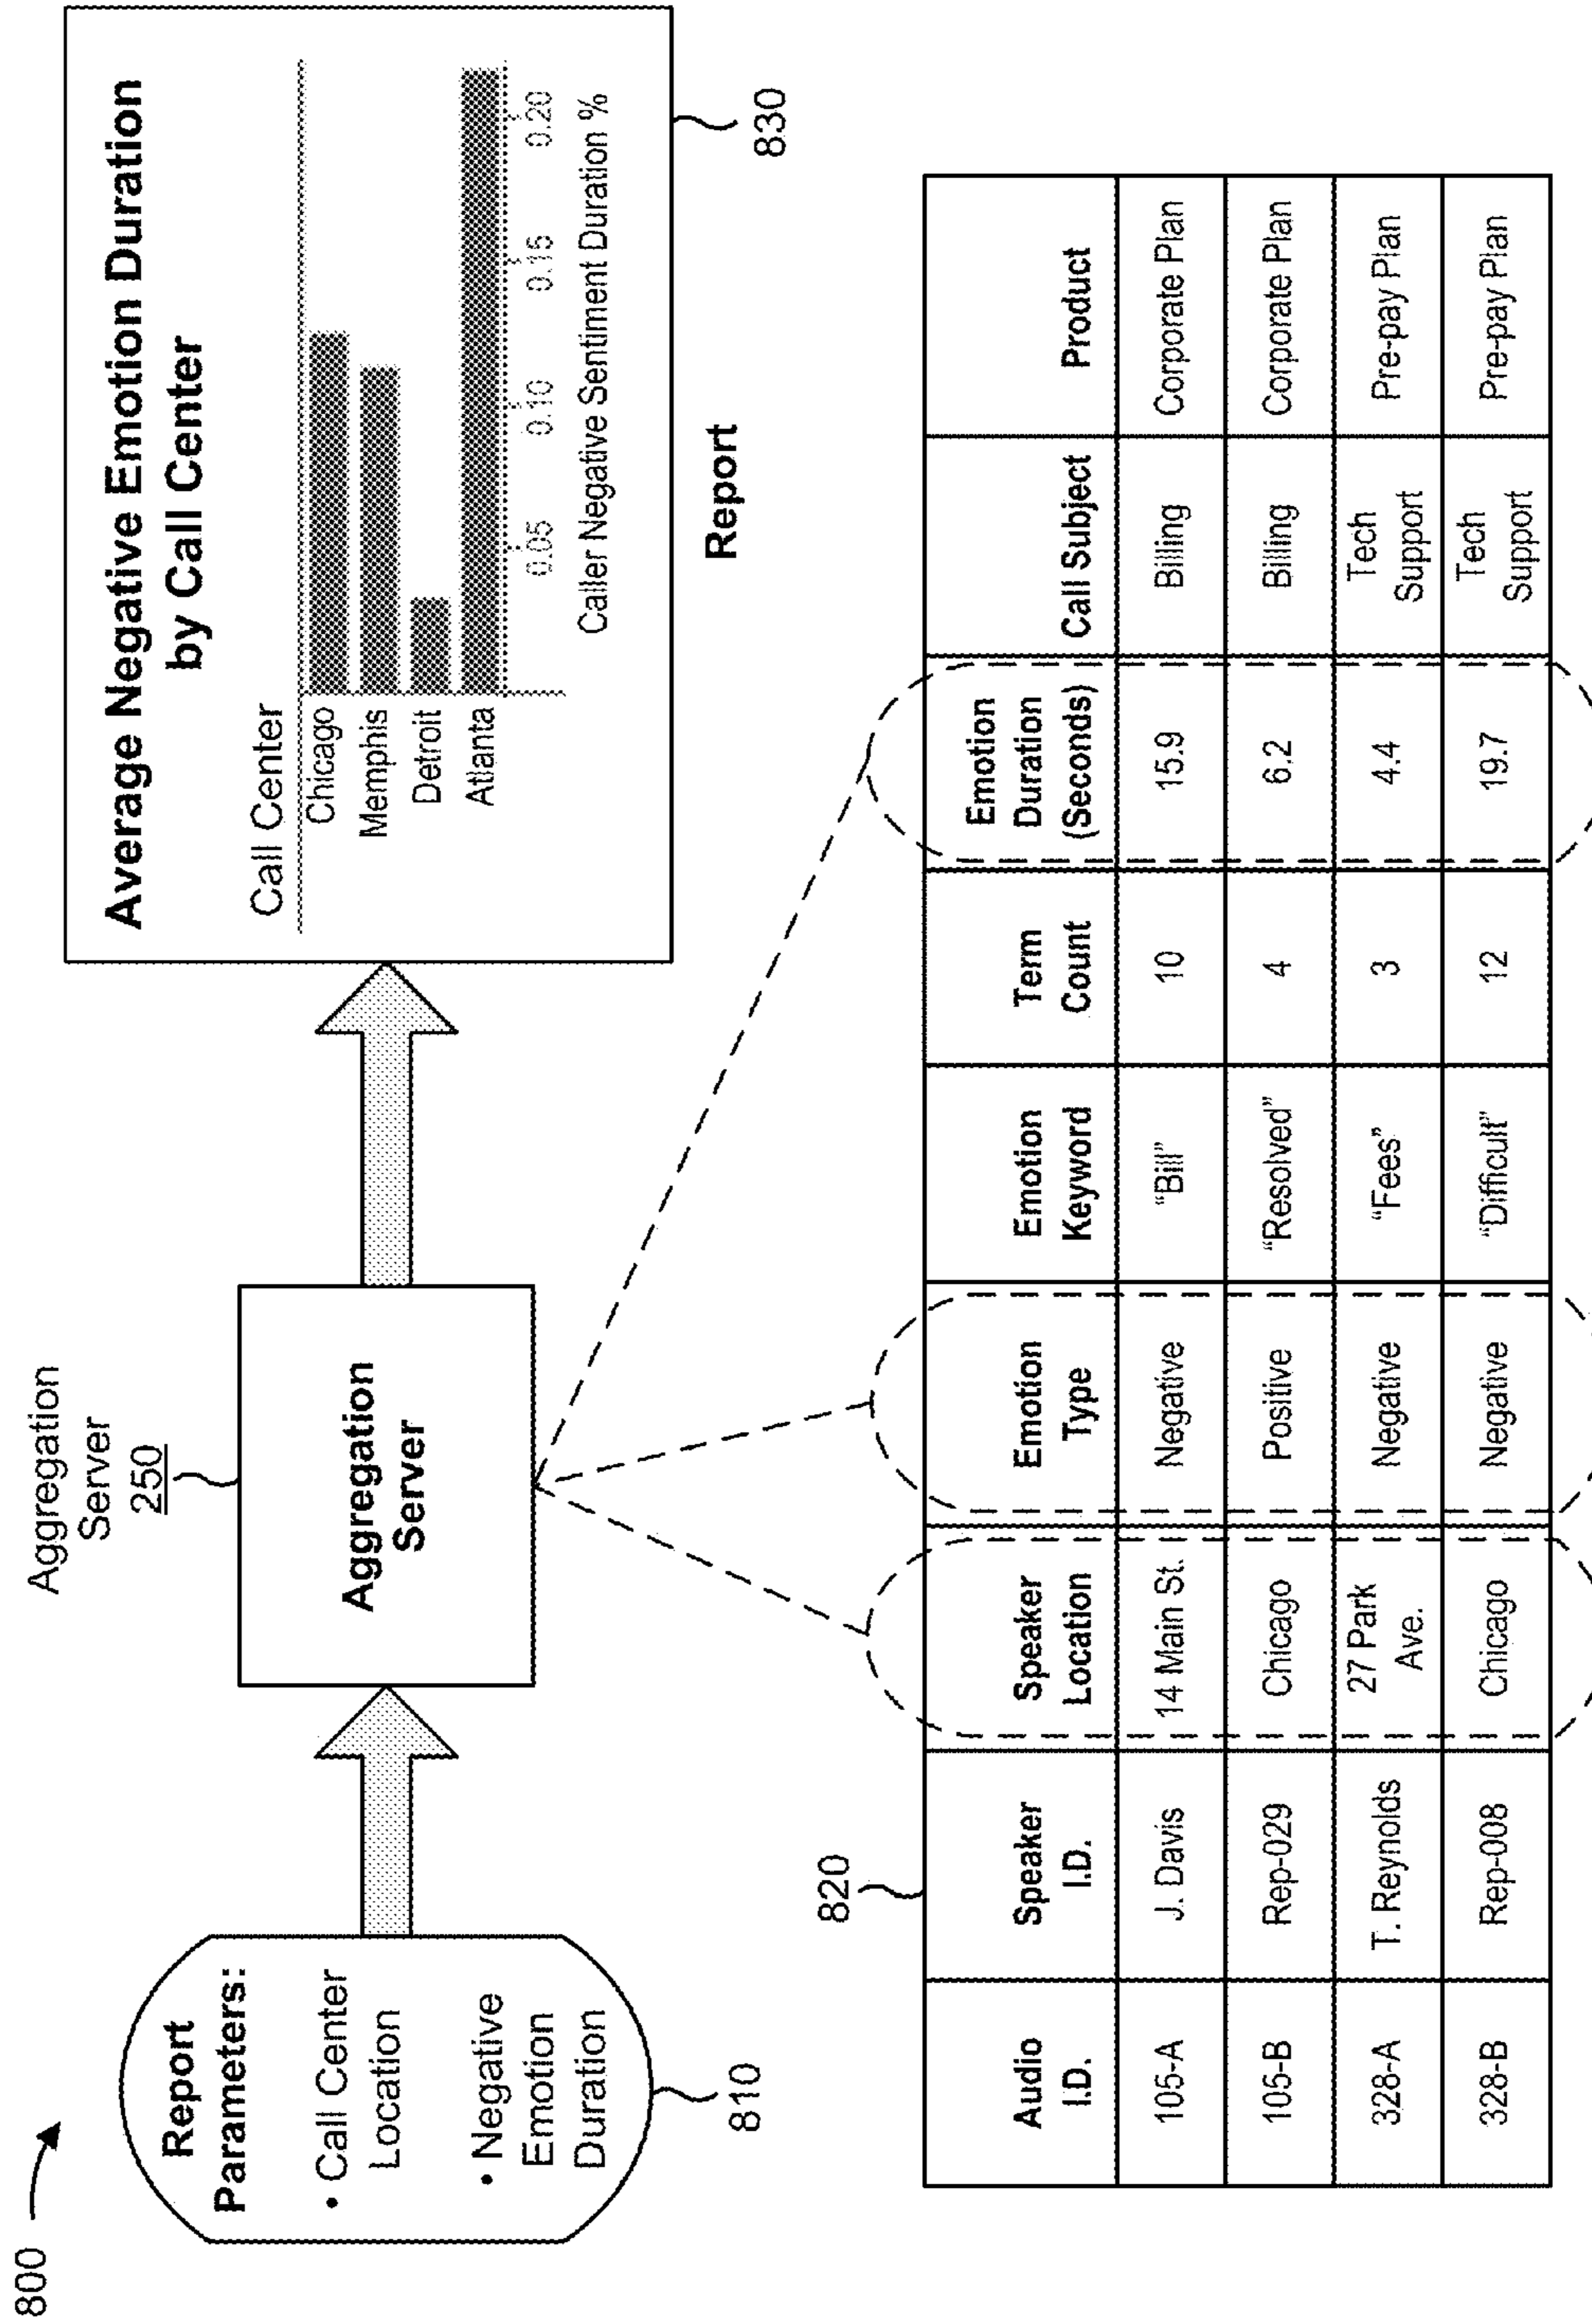 800
Report
Parameters:
• Call Center
Location
• Negative
Emotion
Duration
810
Aggregation
Server
250
Aggregation
Server
Average Negative Emotion Duration
by Call Center
Call Center
Chicago
Memphis
Detroit
Atlanta
0.05 0.10 0.15 0.20
Caller Negative Sentiment Duration %
830
Report
820
Audio I.D. Speaker I.D. Speaker Location Emotion Type Emotion Keyword Term Count Emotion Duration (Seconds) Call Subject Product
105-A J. Davis 14 Main St. Negative “Bill” 10 15.9 Billing Corporate Plan
105-B Rep-029 Chicago Positive “Resolved” 4 6.2 Billing Corporate Plan
328-A T. Reynolds 27 Park Ave. Negative “Fees” 3 4.4 Tech Support Pre-pay Plan
328-B Rep-008 Chicago Negative “Difficult” 12 19.7 Tech Support Pre-pay Plan